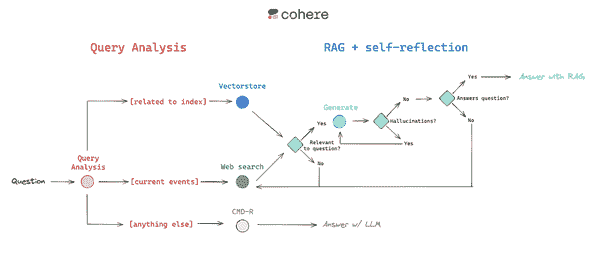 cohere
Query Analysis
RAG + self-reflection
Vectorstore
[related to index]
Yes
Answer with RAG
Generate
No
Answers question?
Hallucinations?
Yes
No
Relevant
to question?
Yes
No
Query
Analysis
Web search
Question
[current events]
CMD-R
[anything else]
Answer w/ LLM